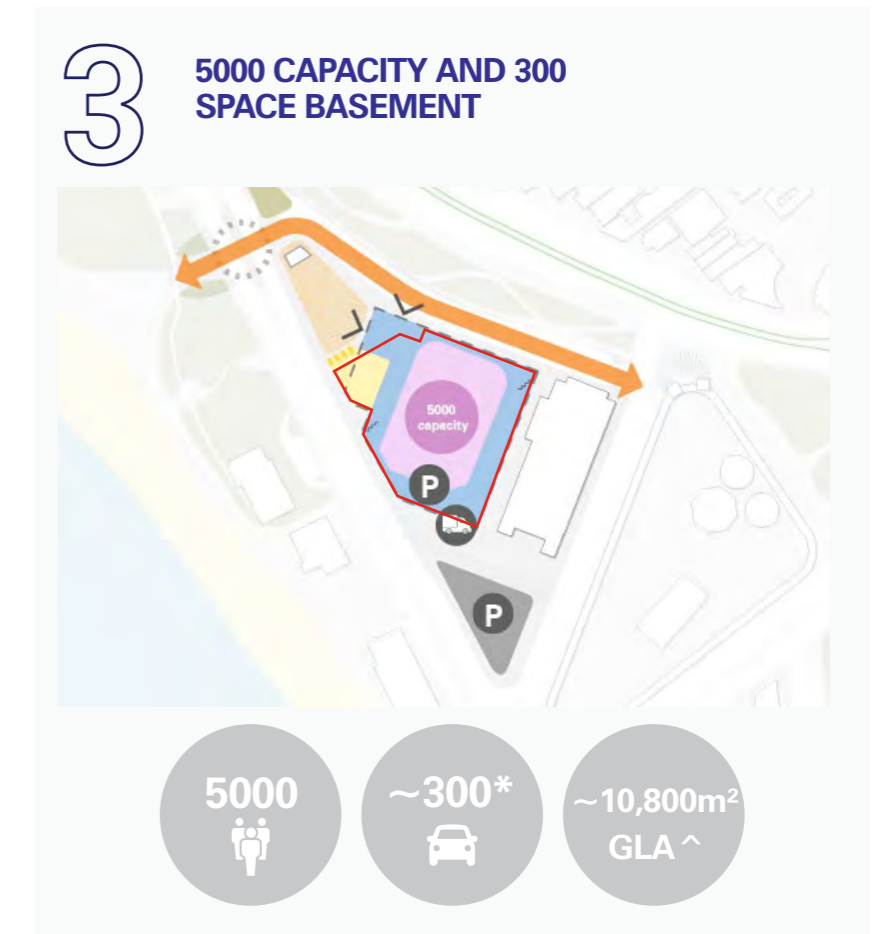 3
5000 CAPACITY AND 300
SPACE BASEMENT
5000
capacity
P
P
5000
~300*
~10,800m²
GLA^